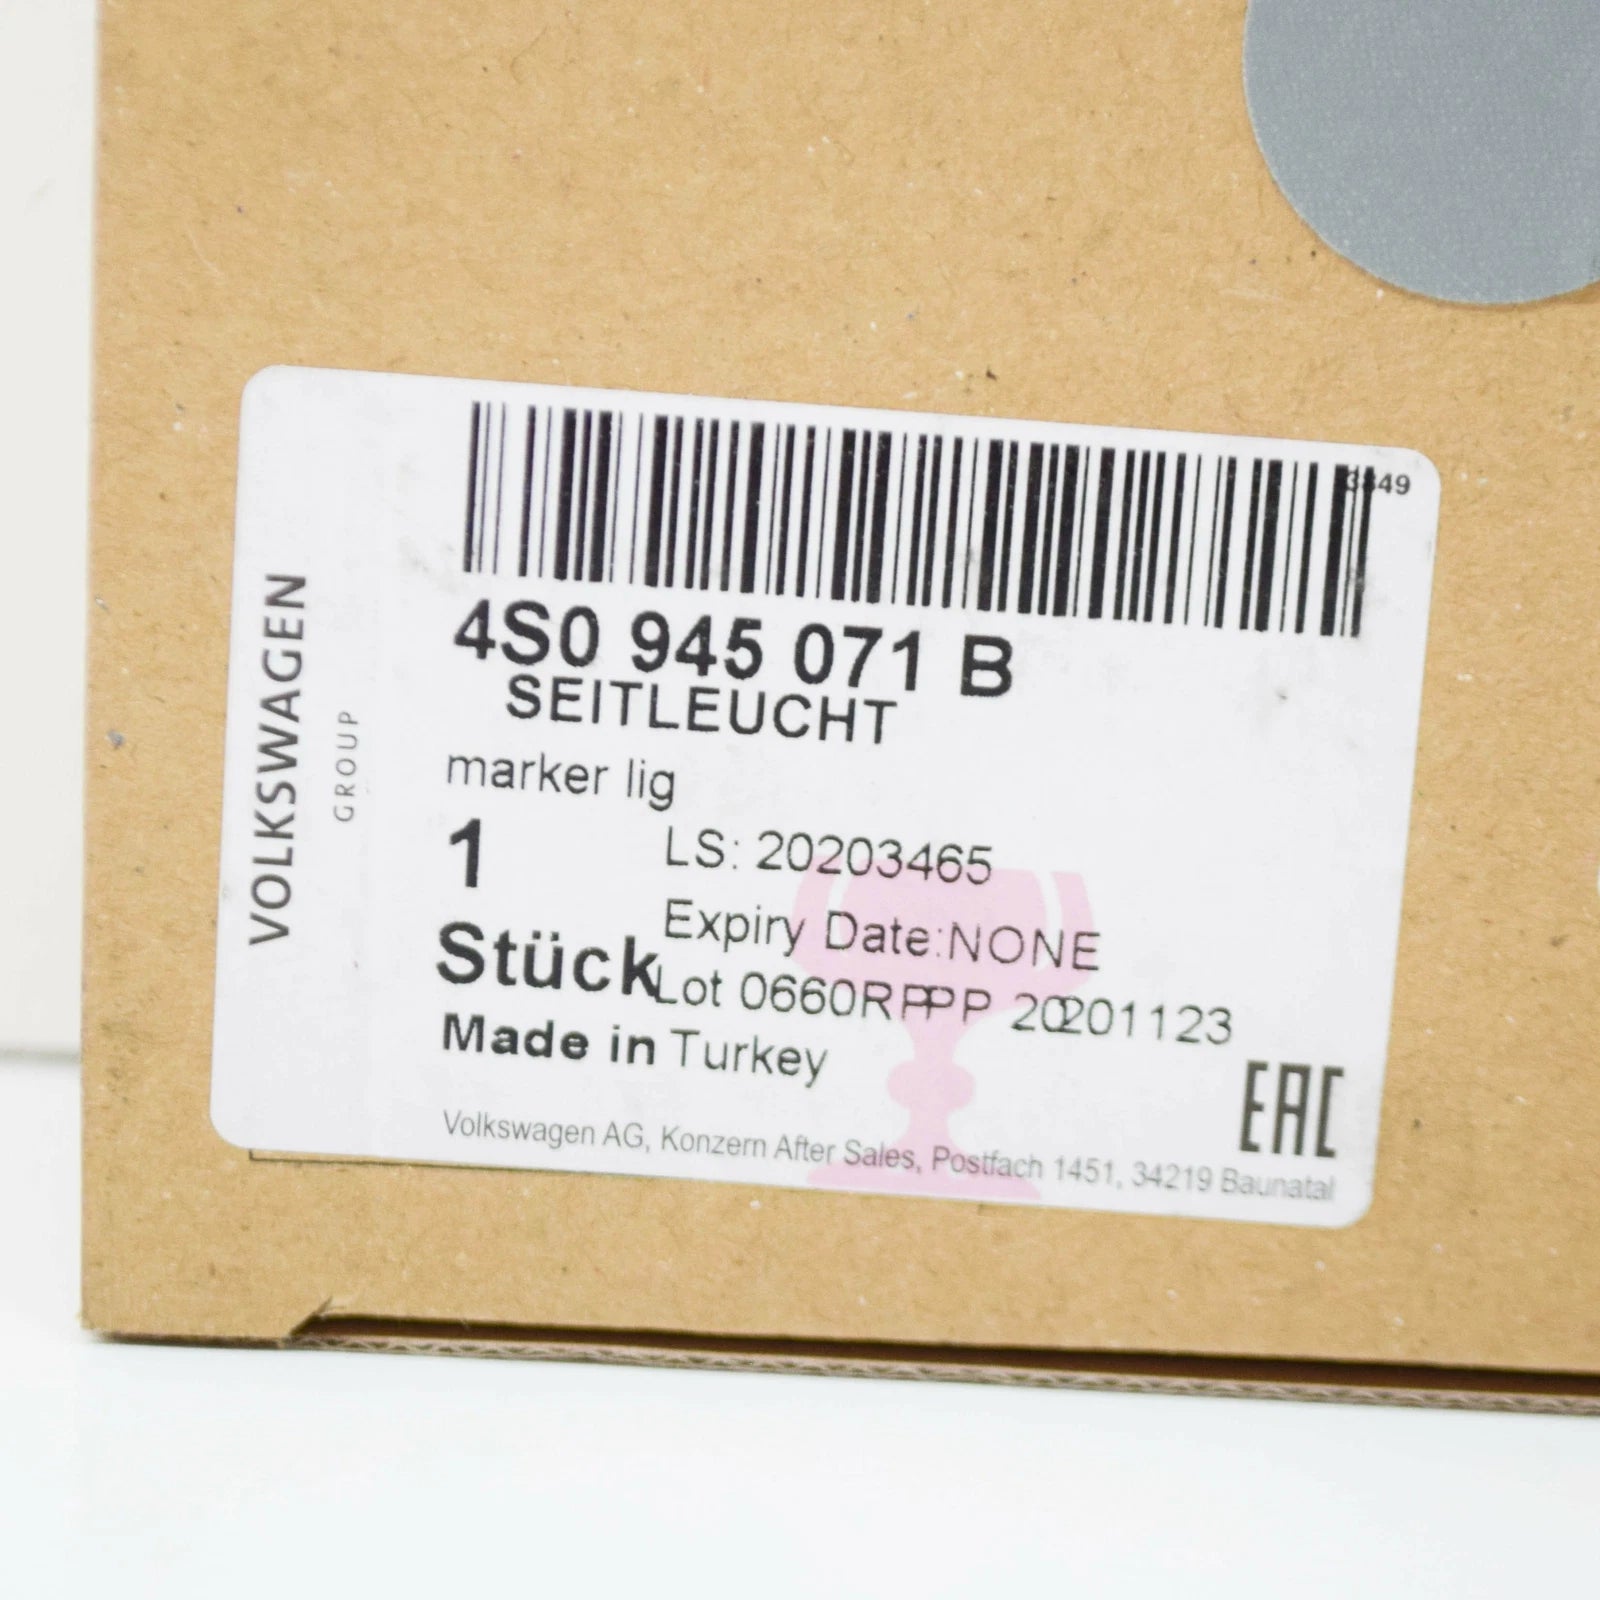 VOLKSWAGEN
GROUP
3849
4S0 945 071 B
SEITLEUCHT
marker lig
1
LS: 20203465
Expiry Date:NONE
Stück
Lot 0660RPPP 20201123
Made in Turkey
EAC
Volkswagen AG, Konzern After Sales, Postfach 1451, 34219 Baunatal